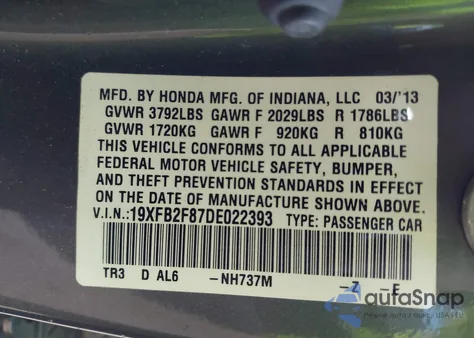 MFD. BY HONDA MFG. OF INDIANA, LLC 03/'13
GVWR 3792LBS GAWR F 2029LBS R 1786LBS
GVWR 1720KG GAWR F 920KG R 810KG
THIS VEHICLE CONFORMS TO ALL APPLICABLE
FEDERAL MOTOR VEHICLE SAFETY, BUMPER,
AND THEFT PREVENTION STANDARDS IN EFFECT
ON THE DATE OF MANUFACTURE SHOWN ABOVE.
V.I.N.:19XFB2F87DE022393 TYPE: PASSENGER CAR
TR3 D AL6 -NH737M -Z -F
autoSnap